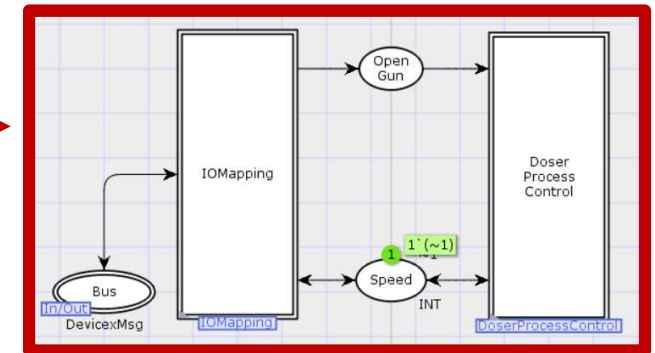 Open
Gun
IOMapping
Doser
Process
Control
1
1`(~1)
Speed
INT
Bus
In/Out
DevicexMsg
IOMapping
DoserProcessControl